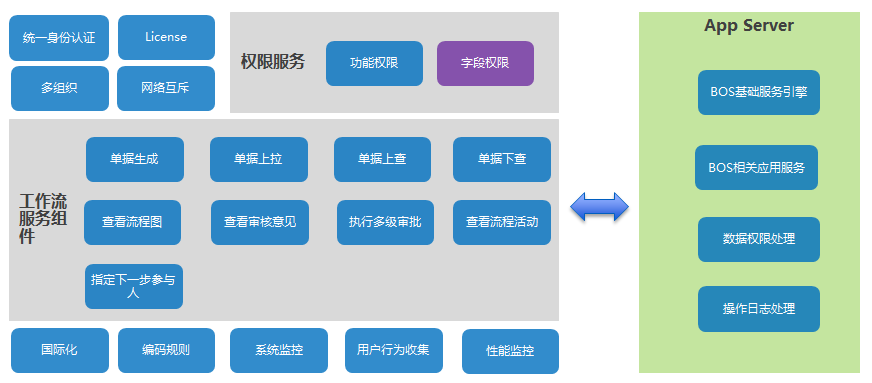 统一身份认证
License
多组织
网络互斥
权限服务
功能权限
字段权限
工作流
服务组
件
单据生成
单据上拉
单据上查
单据下查
查看流程图
查看审核意见
执行多级审批
查看流程活动
指定下一步参与
人
国际化
编码规则
系统监控
用户行为收集
性能监控
App Server
BOS基础服务引擎
BOS相关应用服务
数据权限处理
操作日志处理